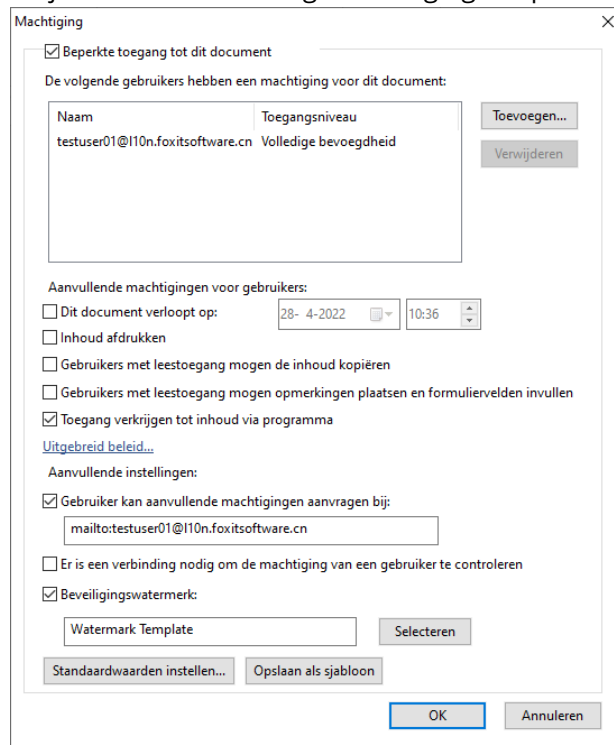 Machtiging
Beperkte toegang tot dit document
De volgende gebruikers hebben een machtiging voor dit document:
Naam Toegangsniveau
Toevoegen...
testuser01@l10n.foxitsoftware.cn Volledige bevoegdheid
Verwijderen
Aanvullende machtigingen voor gebruikers:
Dit document verloopt op: 28- 4-2022 10:36
Inhoud afdrukken
Gebruikers met leestoegang mogen de inhoud kopiëren
Gebruikers met leestoegang mogen opmerkingen plaatsen en formuliervelden invullen
Toegang verkrijgen tot inhoud via programma
Uitgebreid beleid...
Aanvullende instellingen:
Gebruiker kan aanvullende machtigingen aanvragen bij:
mailto:testuser01@l10n.foxitsoftware.cn
Er is een verbinding nodig om de machtiging van een gebruiker te controleren
Beveiligingswatermerk:
Watermark Template Selecteren
Standaardwaarden instellen... Opslaan als sjabloon
OK Annuleren